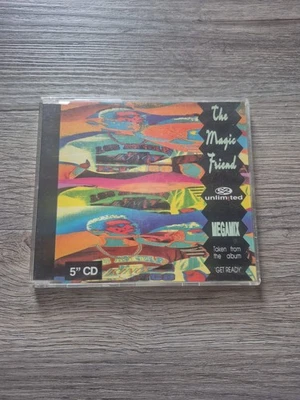 The
Magic
Friend
2
unlimited
MEGAMIX
Taken from
the album
'GET READY'
5" CD